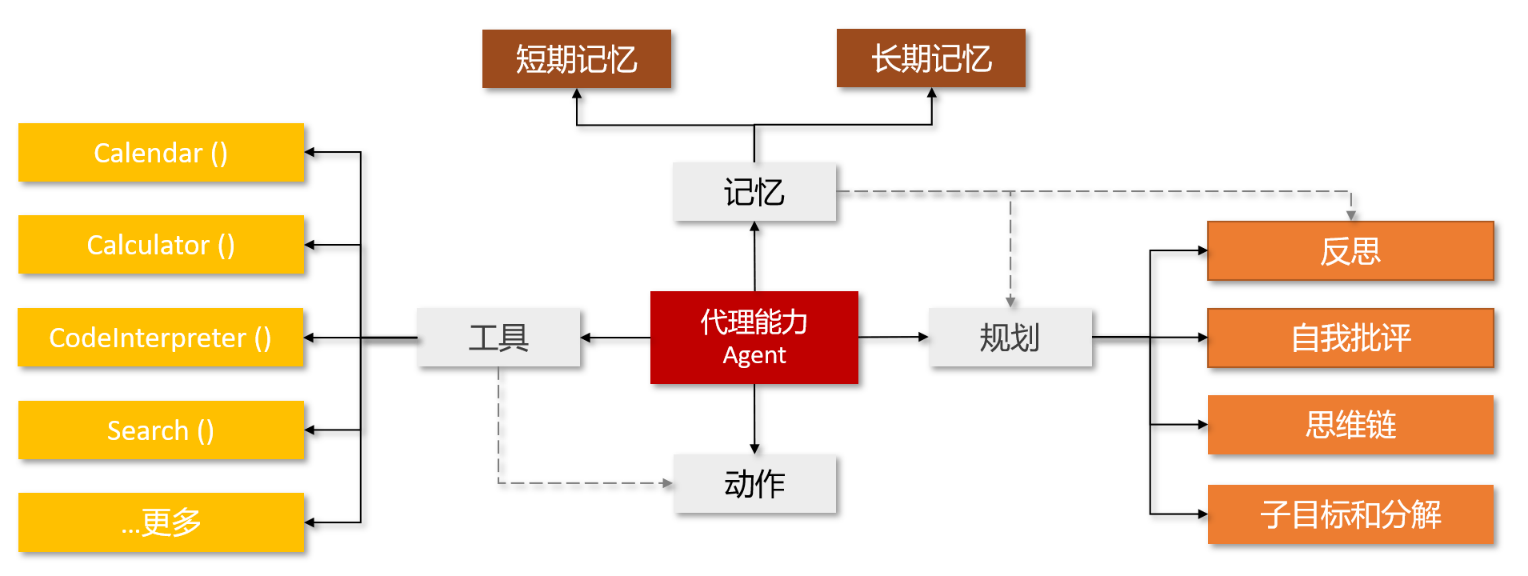 短期记忆
长期记忆
Calendar ()
记忆
Calculator ()
反思
CodeInterpreter ()
工具
代理能力
Agent
规划
自我批评
Search ()
思维链
动作
...更多
子目标和分解